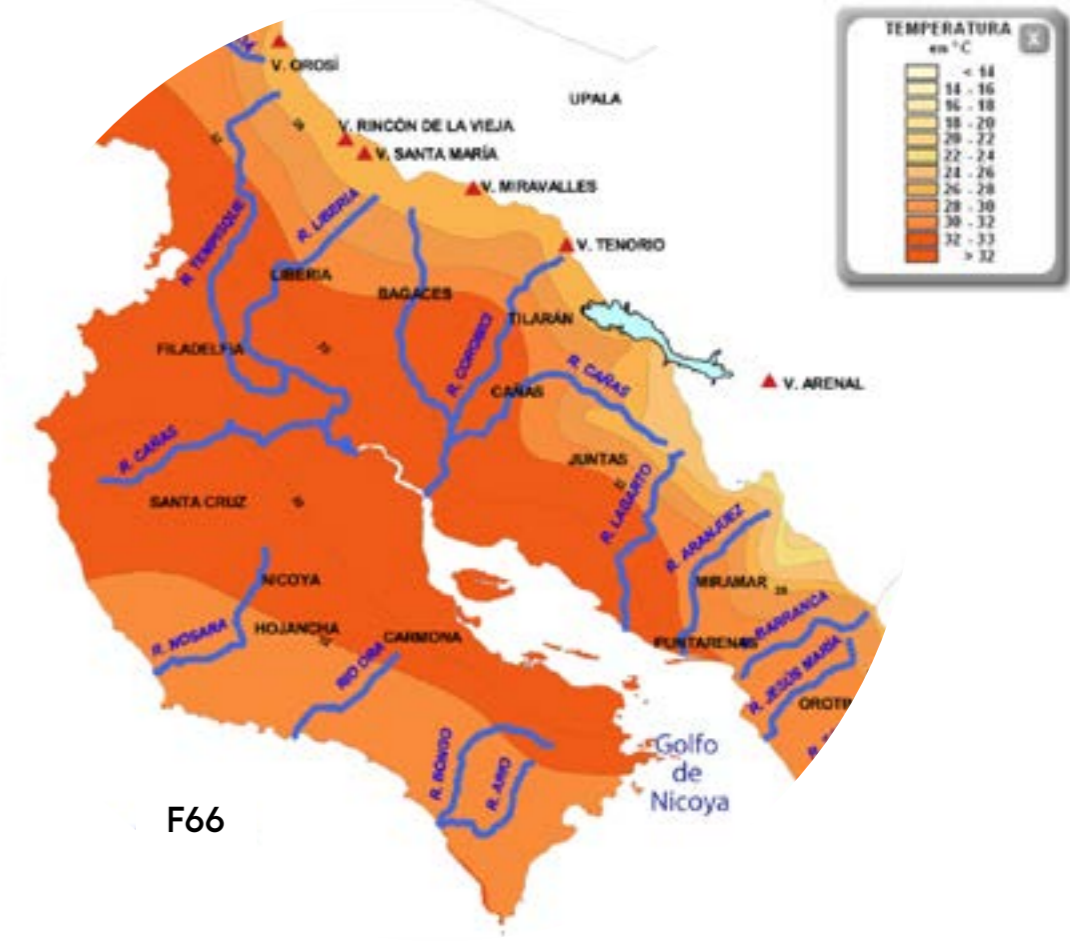 TEMPERATURA
en °C
X
< 14
14 - 16
16 - 18
18 - 20
20 - 22
22 - 24
24 - 26
26 - 28
28 - 30
30 - 32
32 - 33
> 32
V. OROSÍ
UPALA
V. RINCÓN DE LA VIEJA
V. SANTA MARÍA
V. MIRAVALLES
R. TEMPISQUE
R. LIBERIA
V. TENORIO
LIBERIA
BAGACES
TILARÁN
R. COROBICÍ
FILADELFIA
R. CAÑAS
V. ARENAL
CAÑAS
R. CAÑAS
JUNTAS
SANTA CRUZ
R. LAGARTO
R. ARANJUEZ
NICOYA
MIRAMAR
28
R. NOSARA
HOJANCHA
CARMONA
PUNTARENAS
BARRANCA
RIO ORA
R. JESÚS MARÍA
OROTIN
R. BONGO
R. ARIO
Golfo
de
Nicoya
F66